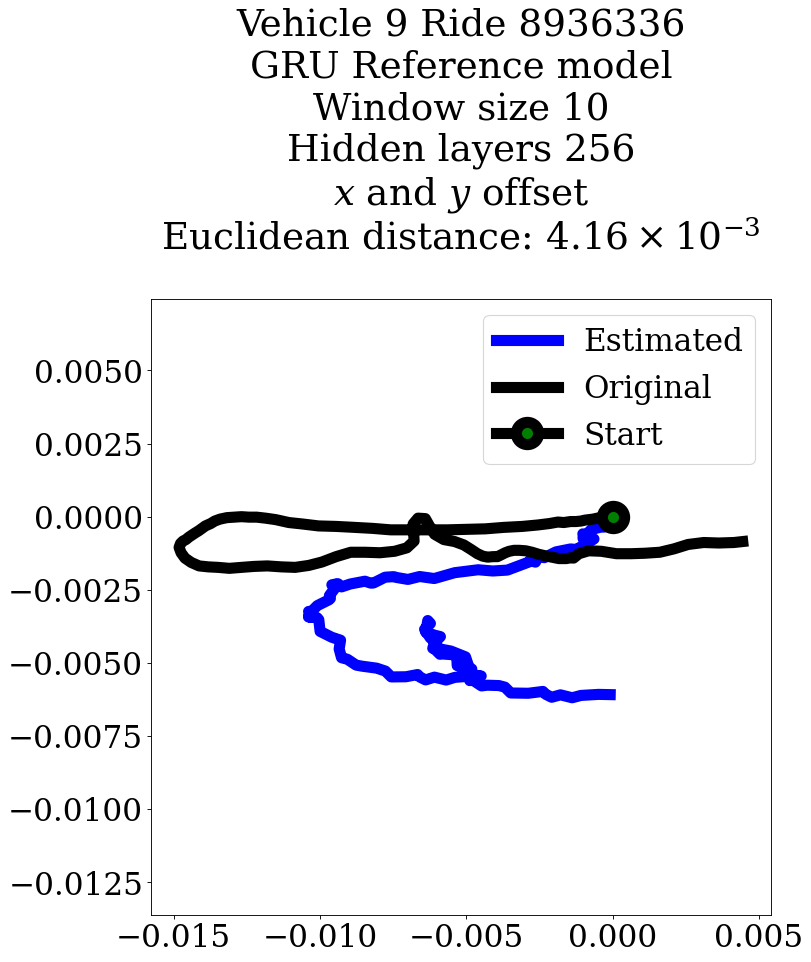 Vehicle 9 Ride 8936336
GRU Reference model
Window size 10
Hidden layers 256
x and y offset
Euclidean distance: 4.16 × 10⁻³
Estimated
Original
Start
0.0050
0.0025
0.0000
−0.0025
−0.0050
−0.0075
−0.0100
−0.0125
−0.015 −0.010 −0.005 0.000 0.005